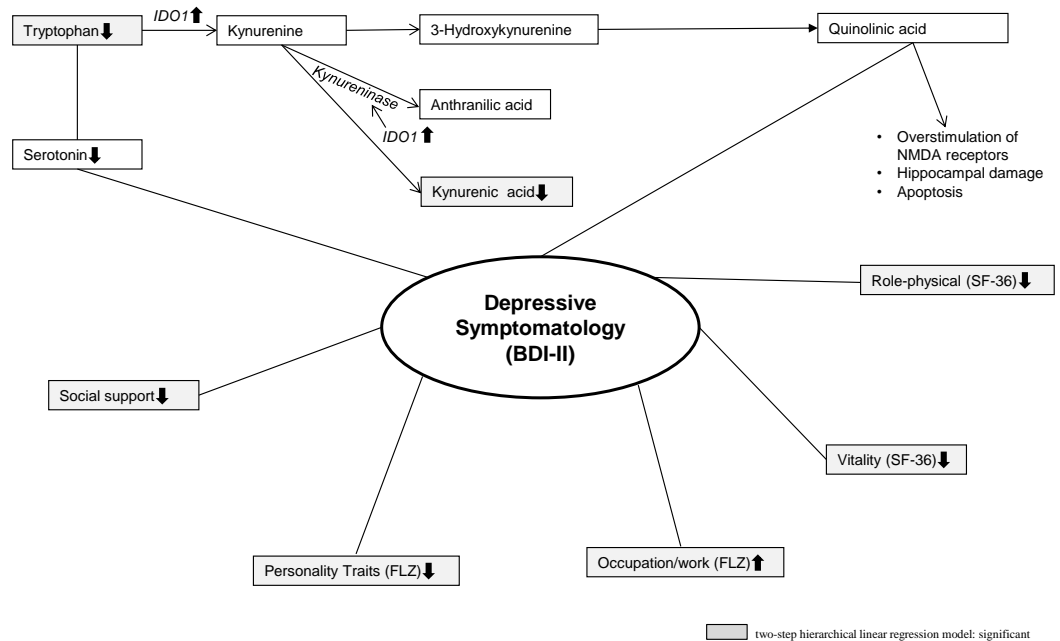 IDO1⬆
Tryptophan⬇
Kynurenine
3-Hydroxykynurenine
Quinolinic acid
Kynureninase
Anthranilic acid
IDO1⬆
Serotonin⬇
Kynurenic acid⬇
• Overstimulation of
NMDA receptors
• Hippocampal damage
• Apoptosis
Role-physical (SF-36)⬇
Depressive
Symptomatology
(BDI-II)
Social support⬇
Vitality (SF-36)⬇
Personality Traits (FLZ)⬇
Occupation/work (FLZ)⬆
two-step hierarchical linear regression model: significant